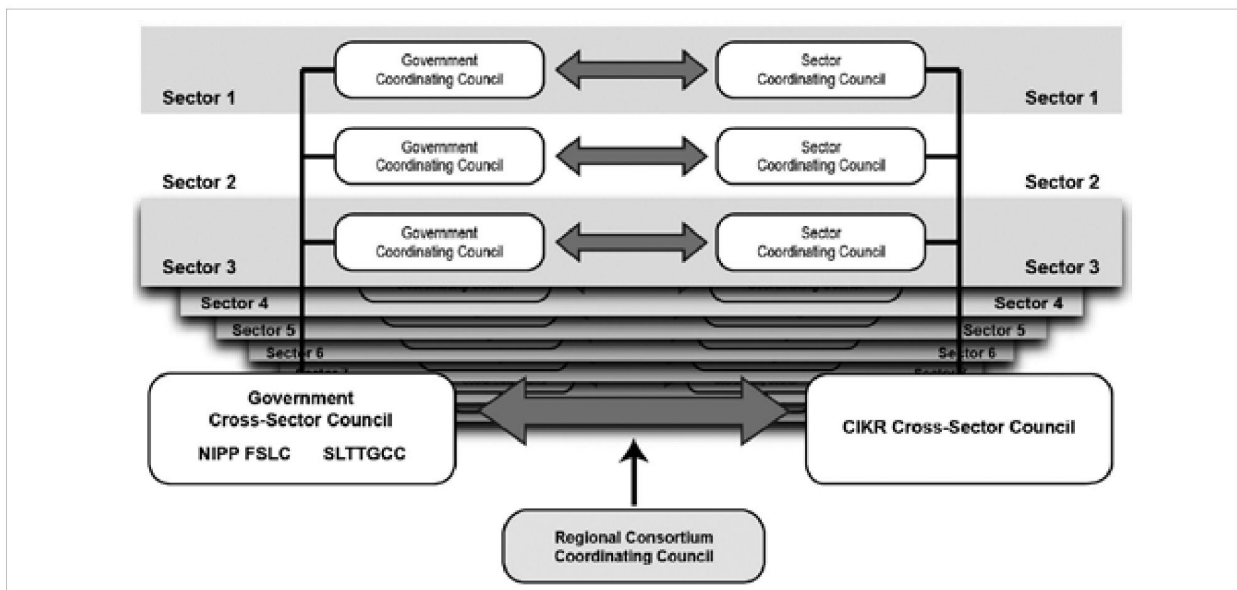 Government
Coordinating Council
Sector
Coordinating Council
Sector 1
Sector 1
Government
Coordinating Council
Sector
Coordinating Council
Sector 2
Sector 2
Government
Coordinating Council
Sector
Coordinating Council
Sector 3
Sector 3
Sector 4
Sector 4
Sector 5
Sector 5
Sector 6
Sector 6
Government
Cross-Sector Council
NIPP FSLC SLTTGCC
CIKR Cross-Sector Council
Regional Consortium
Coordinating Council